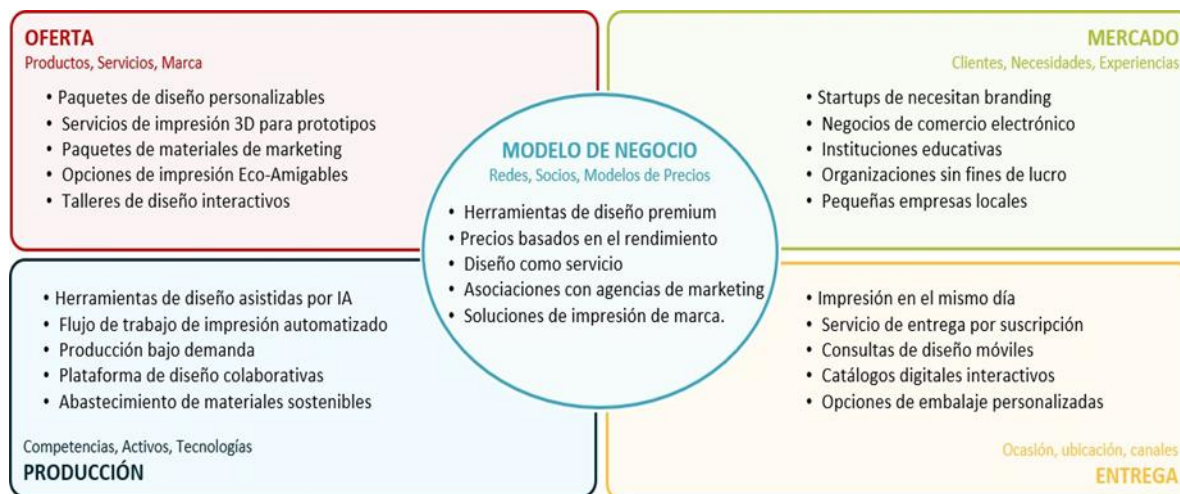 OFERTA
Productos, Servicios, Marca
• Paquetes de diseño personalizables
• Servicios de impresión 3D para prototipos
• Paquetes de materiales de marketing
• Opciones de impresión Eco-Amigables
• Talleres de diseño interactivos
MERCADO
Clientes, Necesidades, Experiencias
• Startups de necesitan branding
• Negocios de comercio electrónico
• Instituciones educativas
• Organizaciones sin fines de lucro
• Pequeñas empresas locales
MODELO DE NEGOCIO
Redes, Socios, Modelos de Precios
• Herramientas de diseño premium
• Precios basados en el rendimiento
• Diseño como servicio
• Asociaciones con agencias de marketing
• Soluciones de impresión de marca.
• Herramientas de diseño asistidas por IA
• Flujo de trabajo de impresión automatizado
• Producción bajo demanda
• Plataforma de diseño colaborativas
• Abastecimiento de materiales sostenibles
Competencias, Activos, Tecnologías
PRODUCCIÓN
• Impresión en el mismo día
• Servicio de entrega por suscripción
• Consultas de diseño móviles
• Catálogos digitales interactivos
• Opciones de embalaje personalizadas
Ocasión, ubicación, canales
ENTREGA